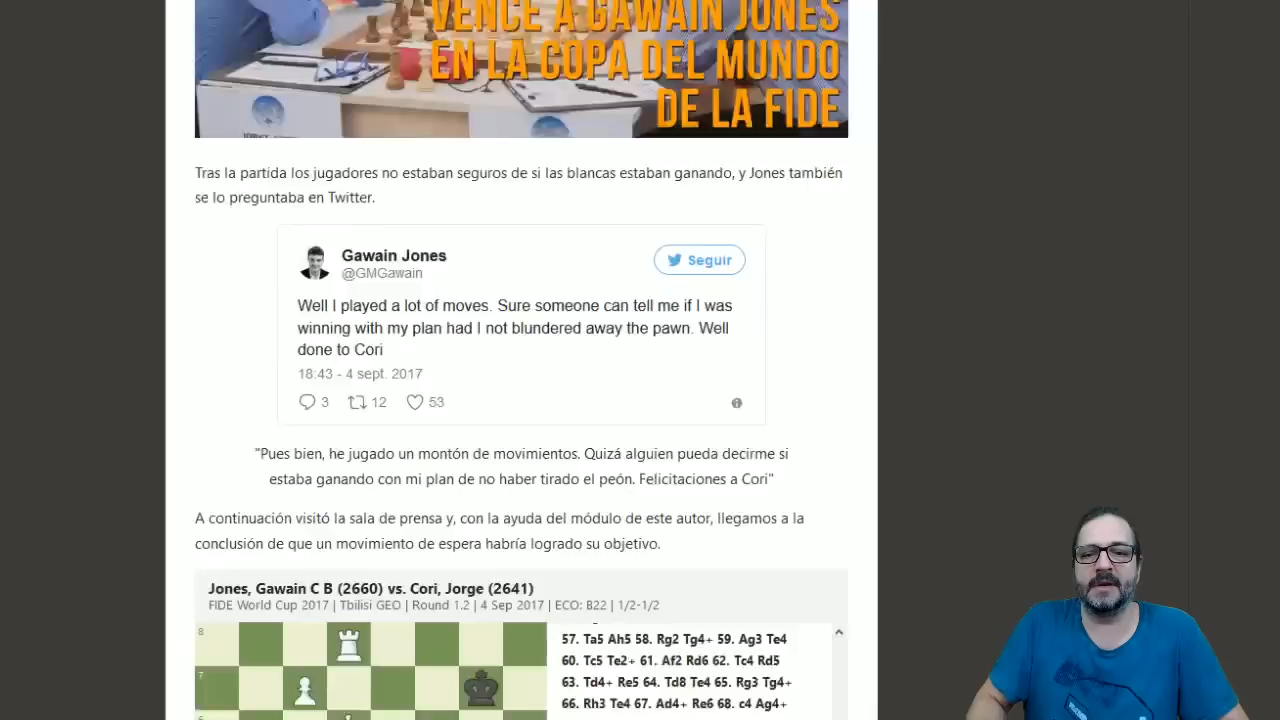 VENCE A GAWAIN JONES
EN LA COPA DEL MUNDO
DE LA FIDE
Tras la partida los jugadores no estaban seguros de si las blancas estaban ganando, y Jones también
se lo preguntaba en Twitter.
Gawain Jones
@GMGawain
Seguir
Well I played a lot of moves. Sure someone can tell me if I was
winning with my plan had I not blundered away the pawn. Well
done to Cori
18:43 - 4 sept. 2017
3 12 53
"Pues bien, he jugado un montón de movimientos. Quizá alguien pueda decirme si
estaba ganando con mi plan de no haber tirado el peón. Felicitaciones a Cori"
A continuación visitó la sala de prensa y, con la ayuda del módulo de este autor, llegamos a la
conclusión de que un movimiento de espera habría logrado su objetivo.
Jones, Gawain C B (2660) vs. Cori, Jorge (2641)
FIDE World Cup 2017 | Tbilisi GEO | Round 1.2 | 4 Sep 2017 | ECO: B22 | 1/2-1/2
8
57. Ta5 Ah5 58. Rg2 Tg4+ 59. Ag3 Te4
60. Tc5 Te2+ 61. Af2 Rd6 62. Tc4 Rd5
7
63. Td4+ Re5 64. Td8 Te4 65. Rg3 Tg4+
66. Rh3 Te4 67. Ad4+ Re6 68. c4 Ag4+